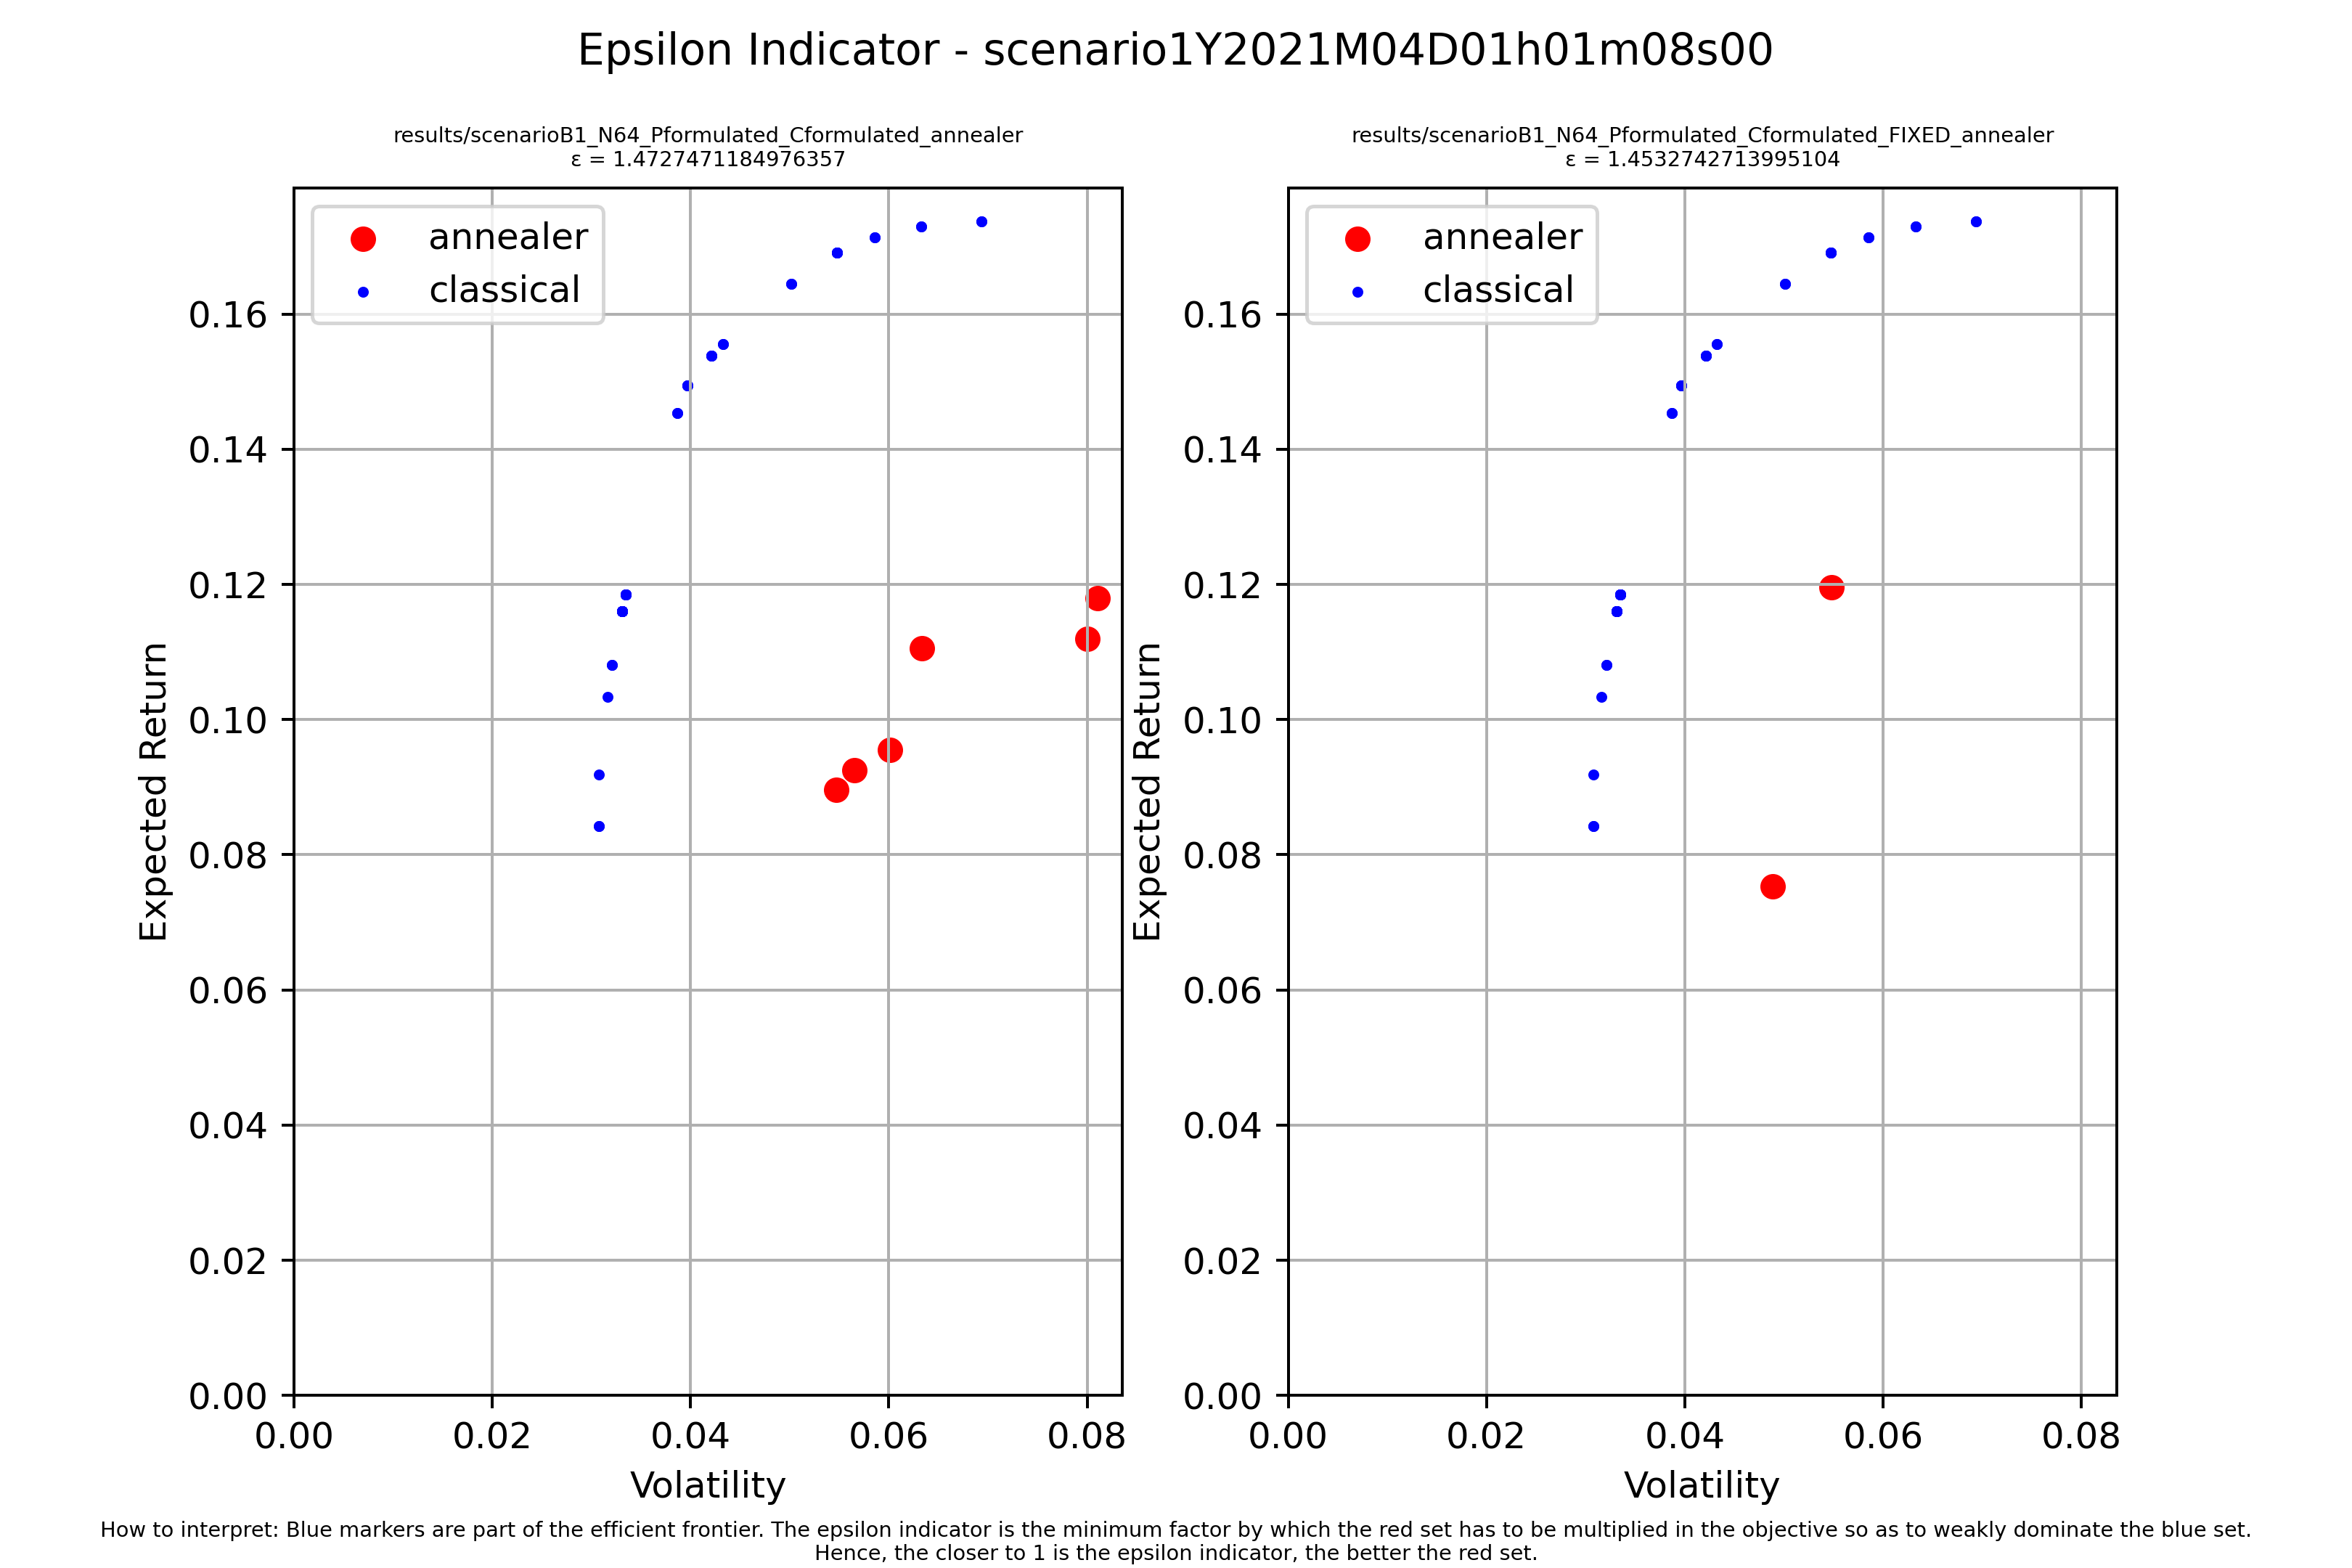 Epsilon Indicator - scenario1Y2021M04D01h01m08s00
results/scenarioB1_N64_Pformulated_Cformulated_annealer
ε = 1.4727471184976357
annealer
classical
0.16
0.14
0.12
0.10
0.08
0.06
0.04
0.02
0.00
Expected Return
0.00 0.02 0.04 0.06 0.08
Volatility
results/scenarioB1_N64_Pformulated_Cformulated_FIXED_annealer
ε = 1.4532742713995104
annealer
classical
0.16
0.14
0.12
0.10
0.08
0.06
0.04
0.02
0.00
Expected Return
0.00 0.02 0.04 0.06 0.08
Volatility
How to interpret: Blue markers are part of the efficient frontier. The epsilon indicator is the minimum factor by which the red set has to be multiplied in the objective so as to weakly dominate the blue set.
Hence, the closer to 1 is the epsilon indicator, the better the red set.